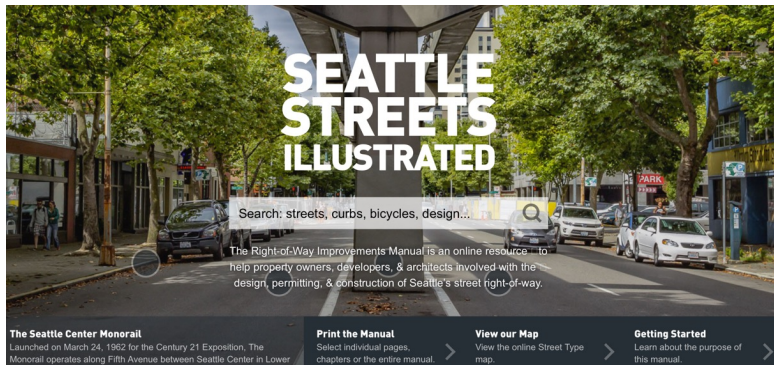 SEATTLE
STREETS
ILLUSTRATED
PARK
Search: streets, curbs, bicycles, design...
The Right-of-Way Improvements Manual is an online resource to
help property owners, developers, & architects involved with the
design, permitting, & construction of Seattle's street right-of-way.
The Seattle Center Monorail
Launched on March 24, 1962 for the Century 21 Exposition, The
Monorail operates along Fifth Avenue between Seattle Center in Lower
Print the Manual
Select individual pages,
chapters or the entire manual.
View our Map
View the online Street Type
map.
Getting Started
Learn about the purpose of
this manual.